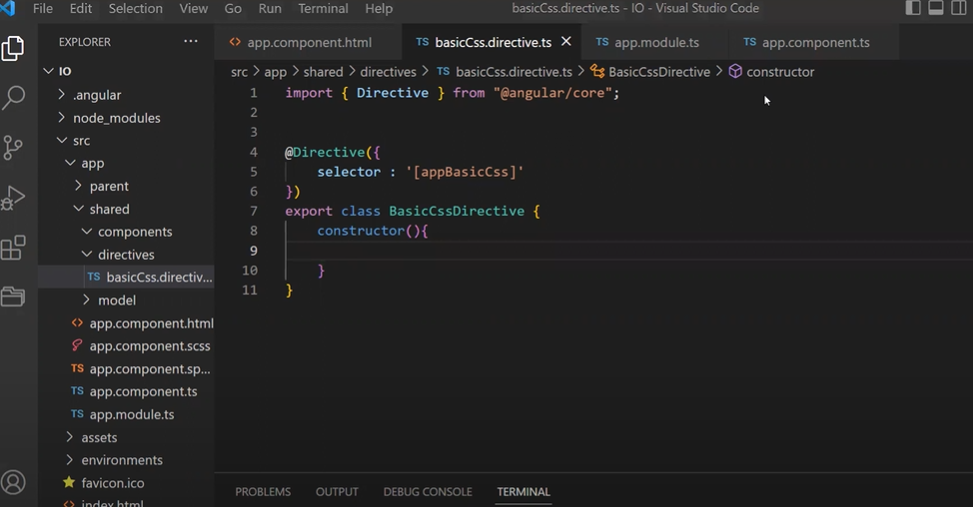 File Edit Selection View Go Run Terminal Help basicCss.directive.ts - IO - Visual Studio Code
EXPLORER ...
IO
.angular
node_modules
src
app
parent
shared
components
directives
TS basicCss.directiv...
model
<> app.component.html
app.component.scss
TS app.component.sp...
TS app.component.ts
TS app.module.ts
assets
environments
favicon.ico
<> index.html
<> app.component.html TS basicCss.directive.ts × TS app.module.ts TS app.component.ts
src > app > shared > directives > TS basicCss.directive.ts > BasicCssDirective > constructor
1 import { Directive } from "@angular/core";
2
3
4 @Directive({
5 selector : '[appBasicCss]'
6 })
7 export class BasicCssDirective {
8 constructor(){
9
10 }
11 }
PROBLEMS OUTPUT DEBUG CONSOLE TERMINAL